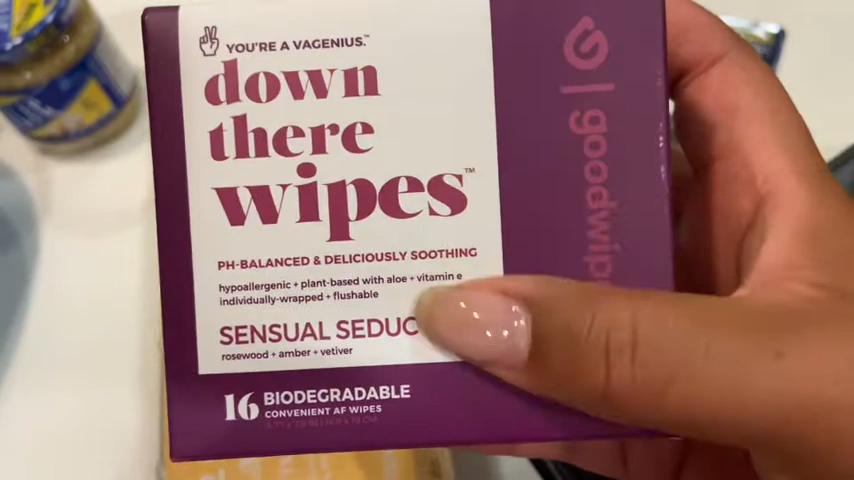 YOU'RE A VAGENIUS.™
down
there
wipes™
PH-BALANCED & DELICIOUSLY SOOTHING
hypoallergenic + plant-based with aloe + vitamin e
individually-wrapped + flushable
SENSUAL SEDUC
rosewood + amber + vetiver
16 BIODEGRADABLE
CONVENIENT AF WIPES
goodwip